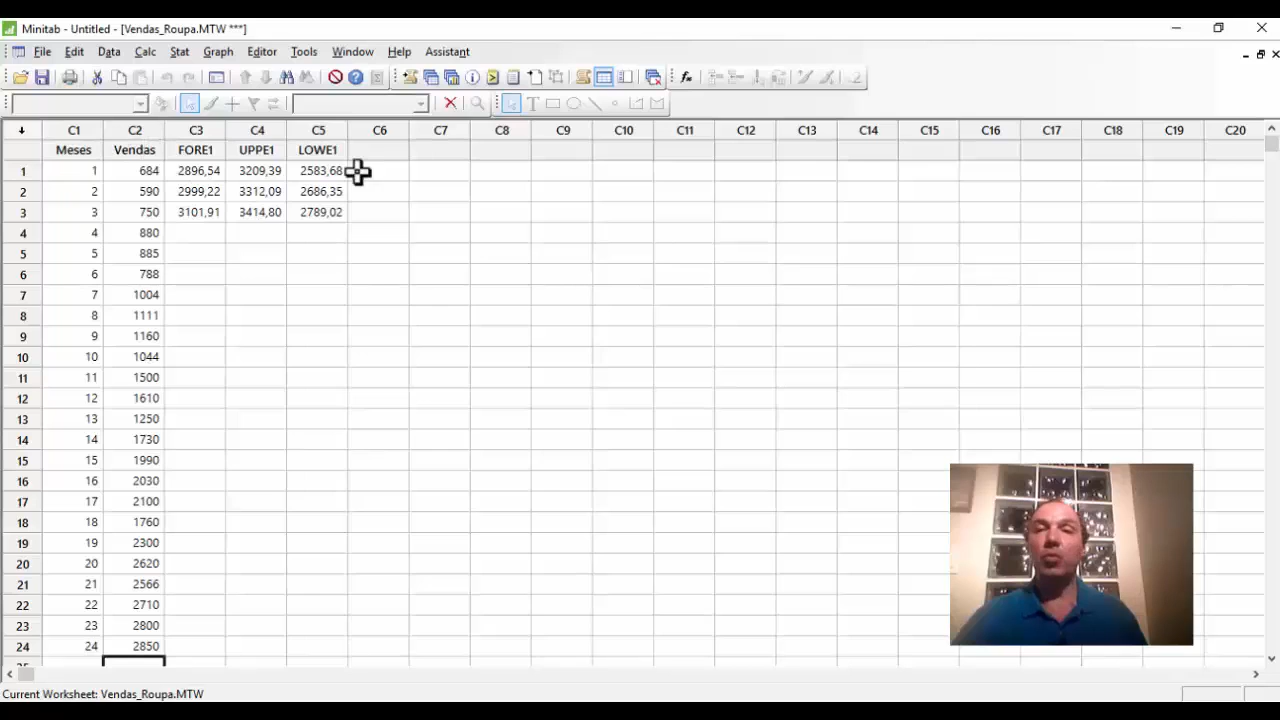 Minitab - Untitled - [Vendas_Roupa.MTW ***]
File Edit Data Calc Stat Graph Editor Tools Window Help Assistant
C1 C2 C3 C4 C5 C6 C7 C8 C9 C10 C11 C12 C13 C14 C15 C16 C17 C18 C19 C20
Meses Vendas FORE1 UPPE1 LOWE1
1 1 684 2896,54 3209,39 2583,68
2 2 590 2999,22 3312,09 2686,35
3 3 750 3101,91 3414,80 2789,02
4 4 880
5 5 885
6 6 788
7 7 1004
8 8 1111
9 9 1160
10 10 1044
11 11 1500
12 12 1610
13 13 1250
14 14 1730
15 15 1990
16 16 2030
17 17 2100
18 18 1760
19 19 2300
20 20 2620
21 21 2566
22 22 2710
23 23 2800
24 24 2850
Current Worksheet: Vendas_Roupa.MTW